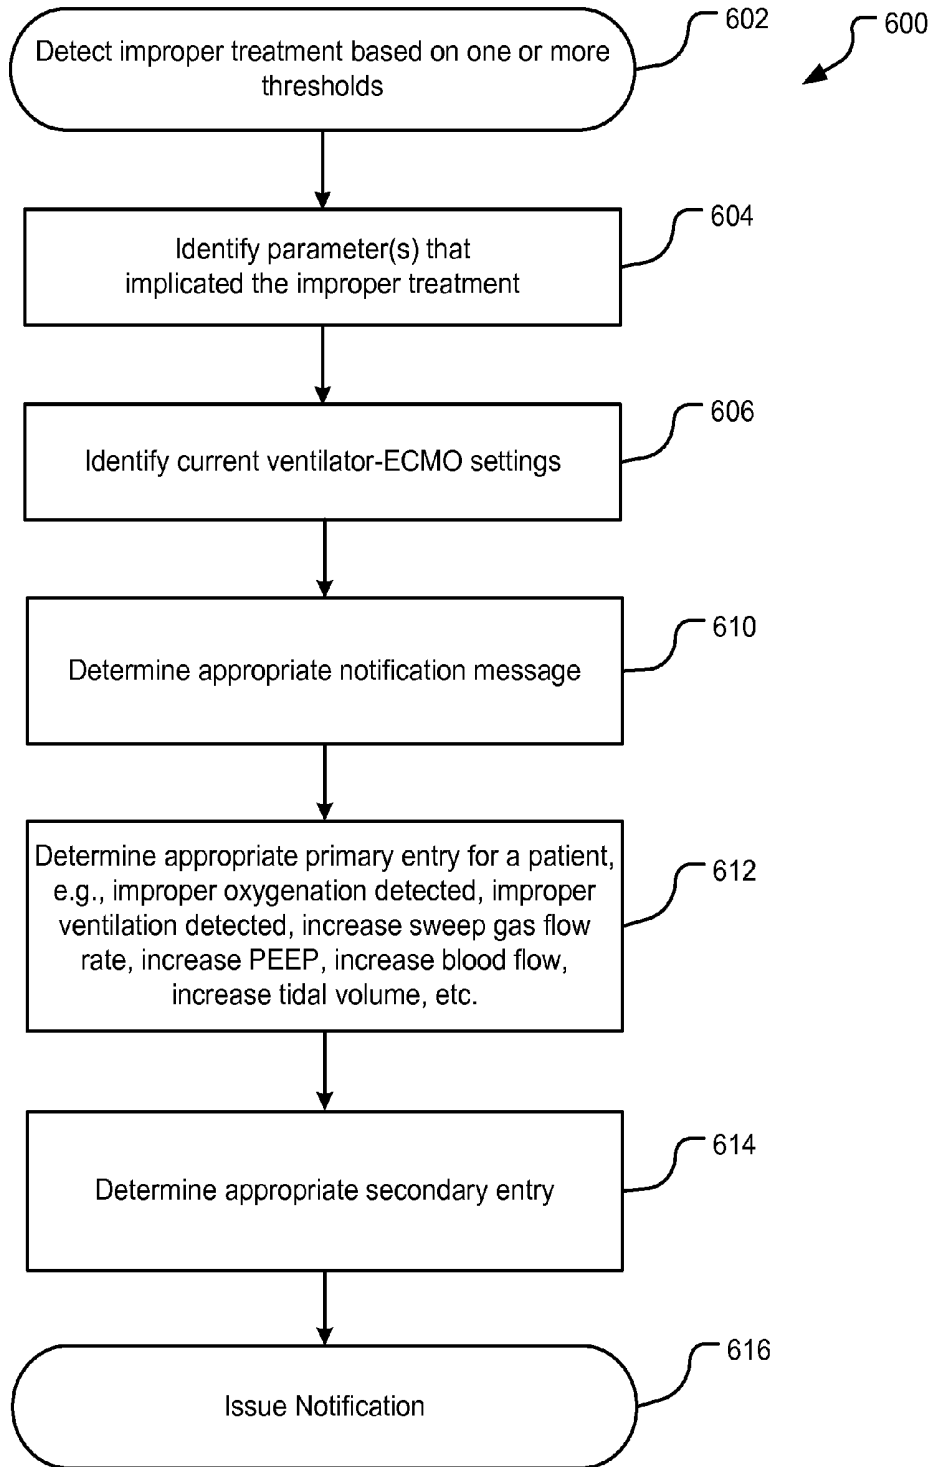 602
600
Detect improper treatment based on one or more
thresholds
604
Identify parameter(s) that
implicated the improper treatment
606
Identify current ventilator-ECMO settings
610
Determine appropriate notification message
612
Determine appropriate primary entry for a patient,
e.g., improper oxygenation detected, improper
ventilation detected, increase sweep gas flow
rate, increase PEEP, increase blood flow,
increase tidal volume, etc.
614
Determine appropriate secondary entry
616
Issue Notification